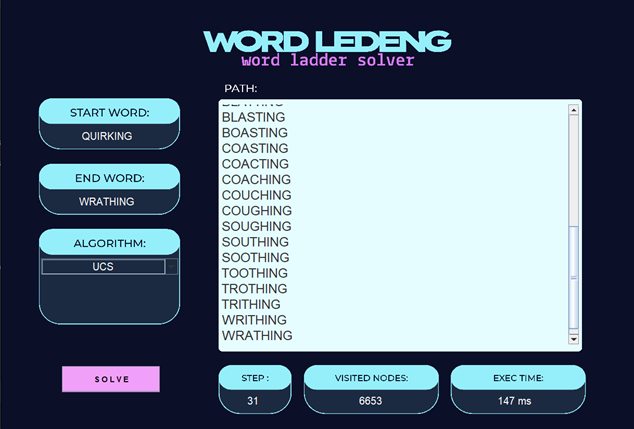 WORD LEDENG
word ladder solver
PATH:
START WORD:
QUIRKING
END WORD:
WRATHING
ALGORITHM:
UCS
SOLVE
BLASTING
BOASTING
COASTING
COACTING
COACHING
COUCHING
COUGHING
SOUGHING
SOUTHING
SOOTHING
TOOTHING
TROTHING
TRITHING
WRITHING
WRATHING
STEP :
31
VISITED NODES:
6653
EXEC TIME:
147 ms